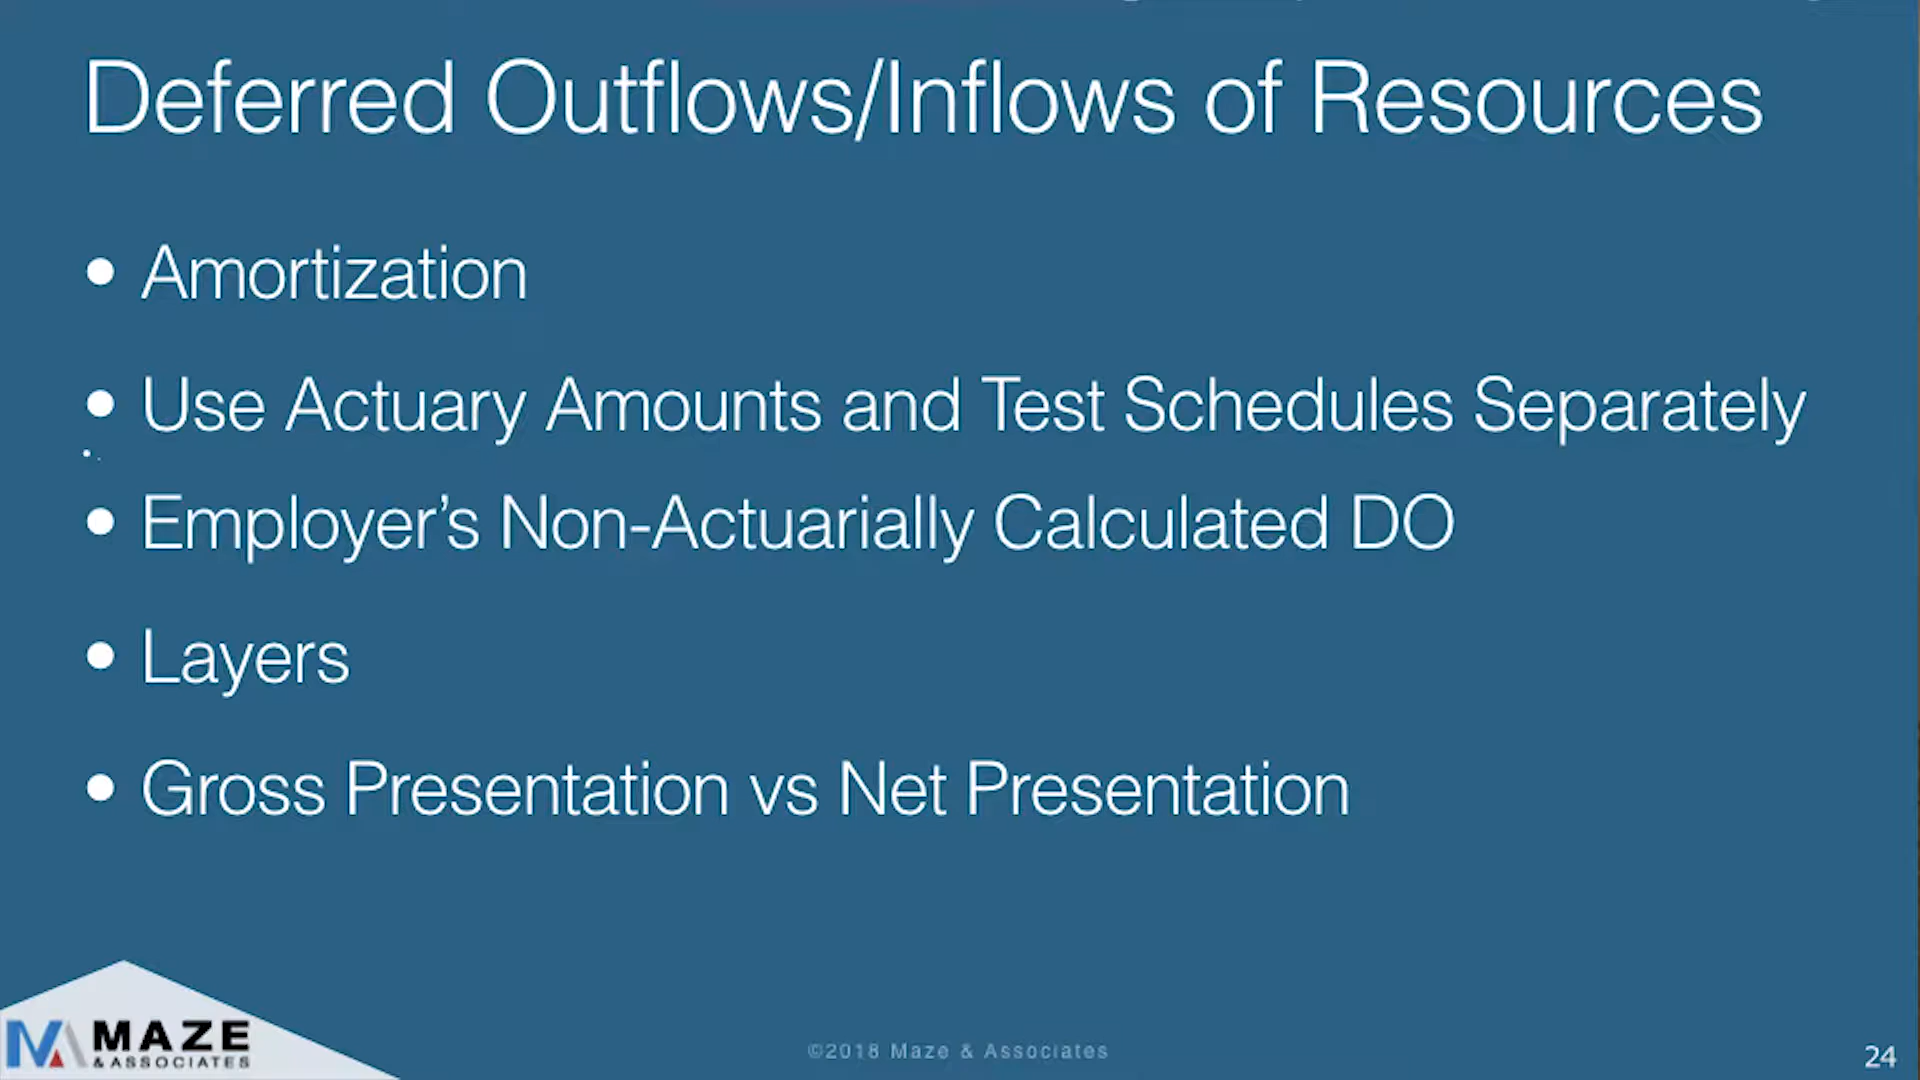 Deferred Outflows/Inflows of Resources
• Amortization
• Use Actuary Amounts and Test Schedules Separately
• Employer’s Non-Actuarially Calculated DO
• Layers
• Gross Presentation vs Net Presentation
MAZE
& ASSOCIATES
©2018 Maze & Associates
24